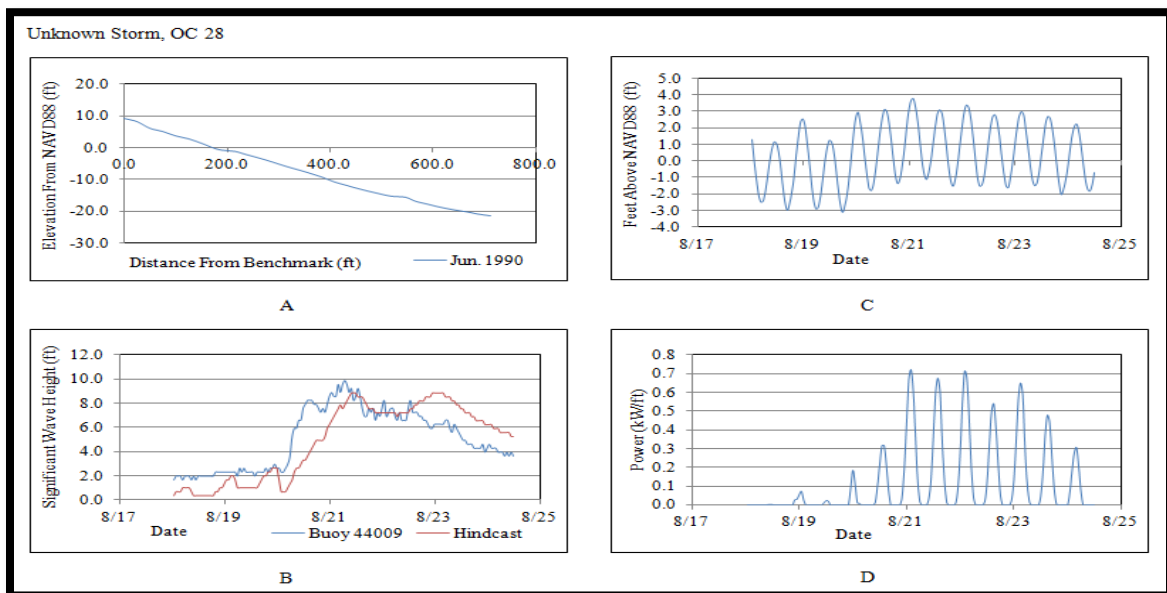 Unknown Storm, OC 28
Elevation From NAVD88 (ft)
20.0
10.0
0.0
-10.0
-20.0
-30.0
0.0 200.0 400.0 600.0 800.0
Distance From Benchmark (ft)
Jun. 1990
A
Feet Above NAVD88 (ft)
5.0
4.0
3.0
2.0
1.0
0.0
-1.0
-2.0
-3.0
-4.0
8/17 8/19 8/21 8/23 8/25
Date
C
Significant Wave Height (ft)
12.0
10.0
8.0
6.0
4.0
2.0
0.0
8/17 8/19 8/21 8/23 8/25
Date
Buoy 44009 Hindcast
B
Power (kW/ft)
0.8
0.7
0.6
0.5
0.4
0.3
0.2
0.1
0.0
8/17 8/19 8/21 8/23 8/25
Date
D